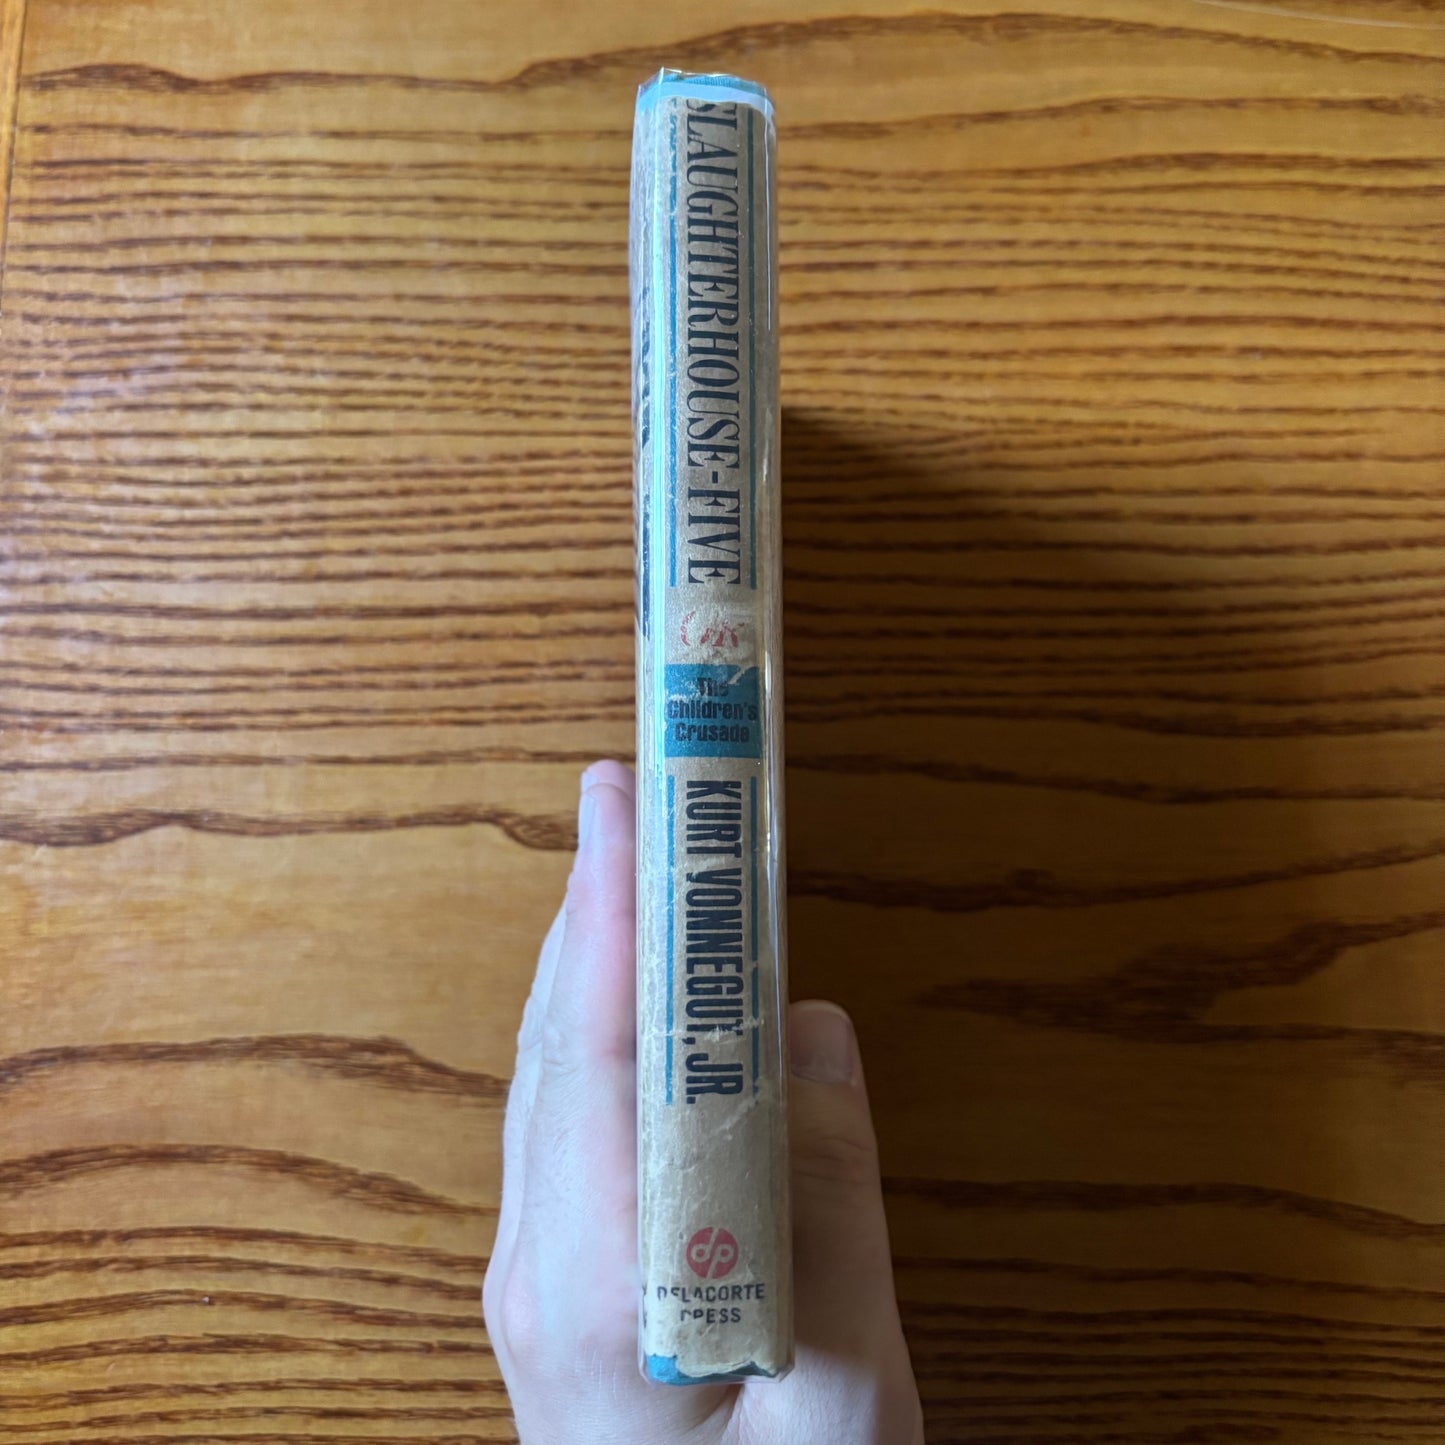 SLAUGHTERHOUSE-FIVE
OR
The
Children's
Crusade
KURT VONNEGUT, JR.
dp
DELACORTE
PRESS